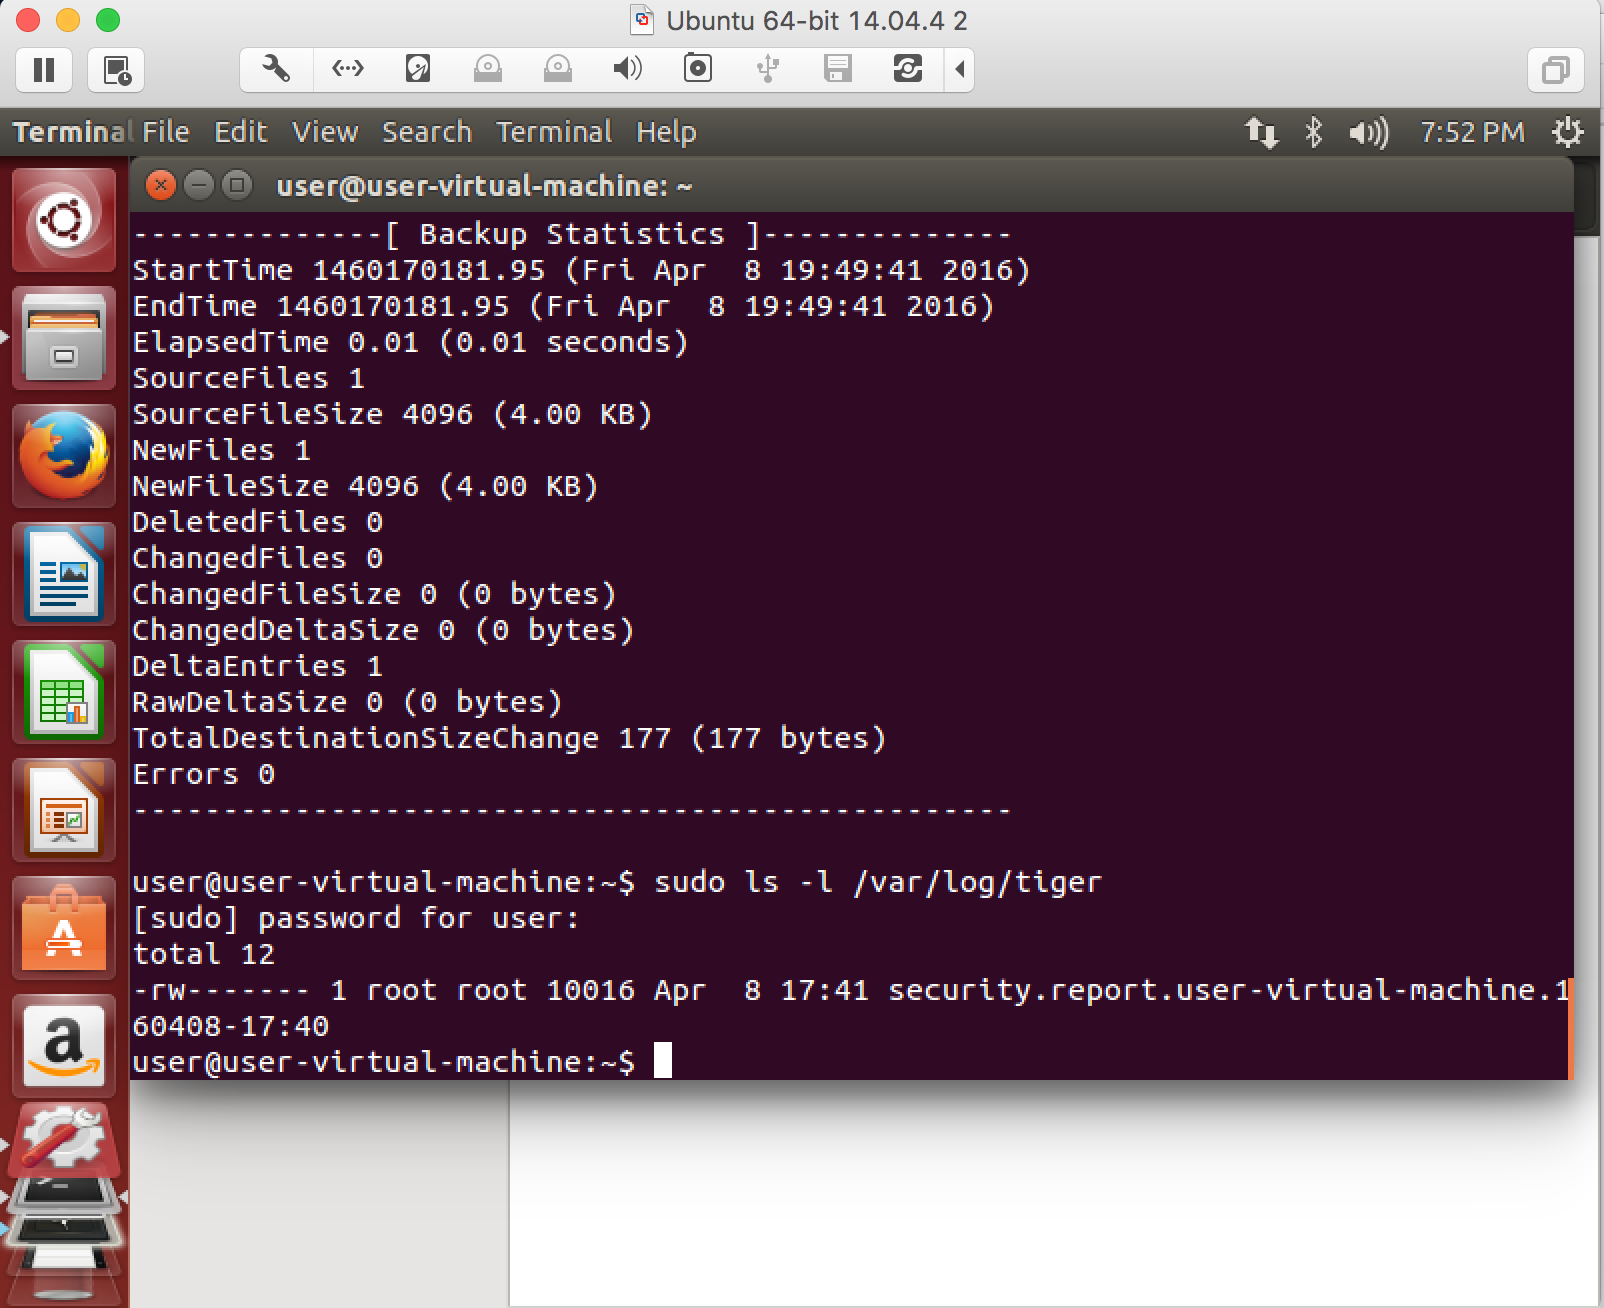 Ubuntu 64-bit 14.04.4 2
Terminal File Edit View Search Terminal Help 7:52 PM
user@user-virtual-machine: ~
--------------[ Backup Statistics ]--------------
StartTime 1460170181.95 (Fri Apr  8 19:49:41 2016)
EndTime 1460170181.95 (Fri Apr  8 19:49:41 2016)
ElapsedTime 0.01 (0.01 seconds)
SourceFiles 1
SourceFileSize 4096 (4.00 KB)
NewFiles 1
NewFileSize 4096 (4.00 KB)
DeletedFiles 0
ChangedFiles 0
ChangedFileSize 0 (0 bytes)
ChangedDeltaSize 0 (0 bytes)
DeltaEntries 1
RawDeltaSize 0 (0 bytes)
TotalDestinationSizeChange 177 (177 bytes)
Errors 0
-------------------------------------------------
user@user-virtual-machine:~$ sudo ls -l /var/log/tiger
[sudo] password for user:
total 12
-rw------- 1 root root 10016 Apr  8 17:41 security.report.user-virtual-machine.1
60408-17:40
user@user-virtual-machine:~$